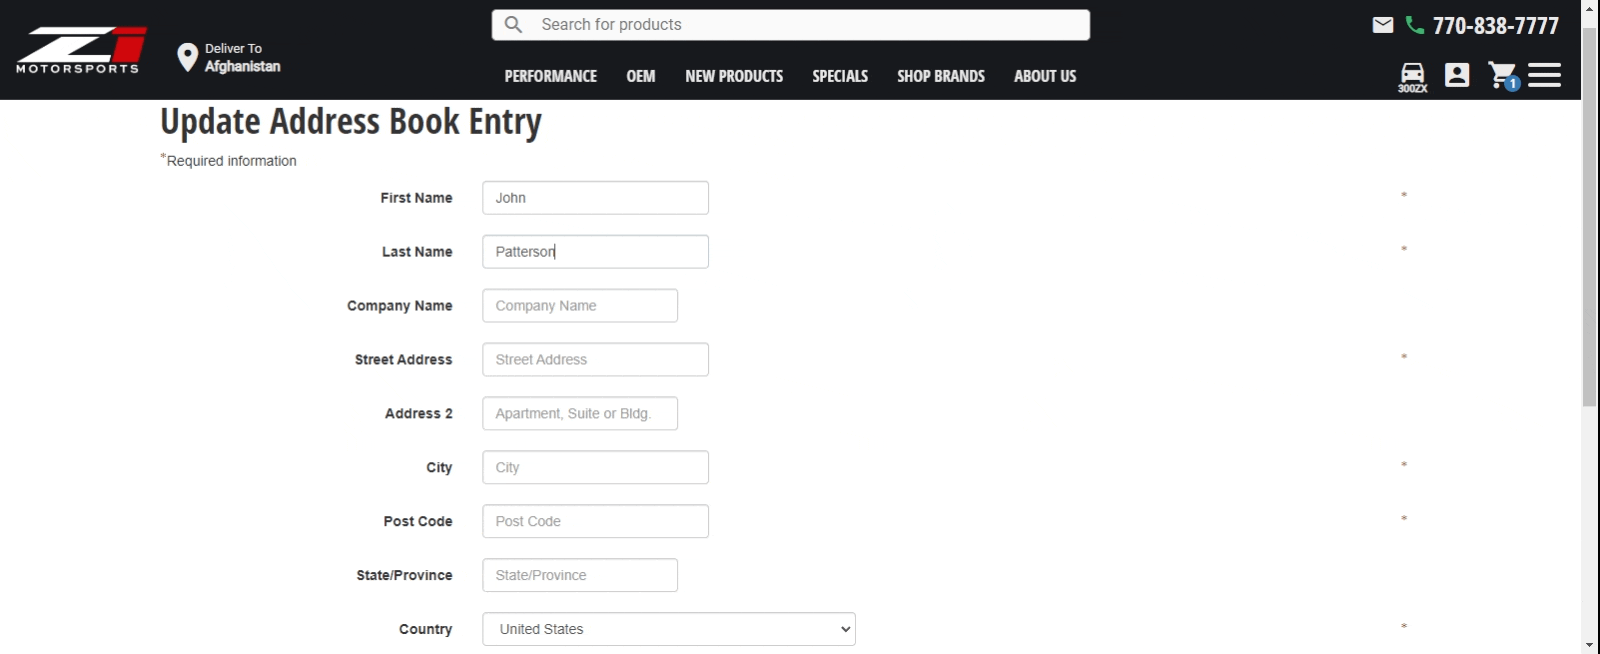 Search for products
770-838-7777
Zi
MOTORSPORTS
Deliver To
Afghanistan
PERFORMANCE OEM NEW PRODUCTS SPECIALS SHOP BRANDS ABOUT US
300ZX
1
Update Address Book Entry
*Required information
First Name John *
Last Name Patterson *
Company Name Company Name
Street Address Street Address *
Address 2 Apartment, Suite or Bldg.
City City *
Post Code Post Code *
State/Province State/Province
Country United States *